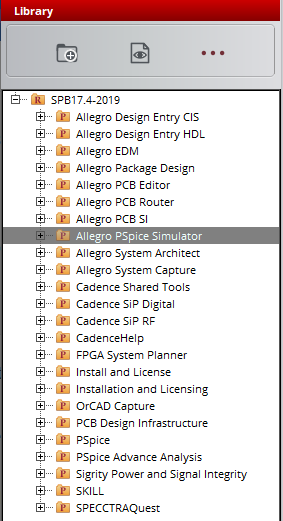 Library
SPB17.4-2019
Allegro Design Entry CIS
Allegro Design Entry HDL
Allegro EDM
Allegro Package Design
Allegro PCB Editor
Allegro PCB Router
Allegro PCB SI
Allegro PSpice Simulator
Allegro System Architect
Allegro System Capture
Cadence Shared Tools
Cadence SiP Digital
Cadence SiP RF
CadenceHelp
FPGA System Planner
Install and License
Installation and Licensing
OrCAD Capture
PCB Design Infrastructure
PSpice
PSpice Advance Analysis
Sigrity Power and Signal Integrity
SKILL
SPECCTRAQuest